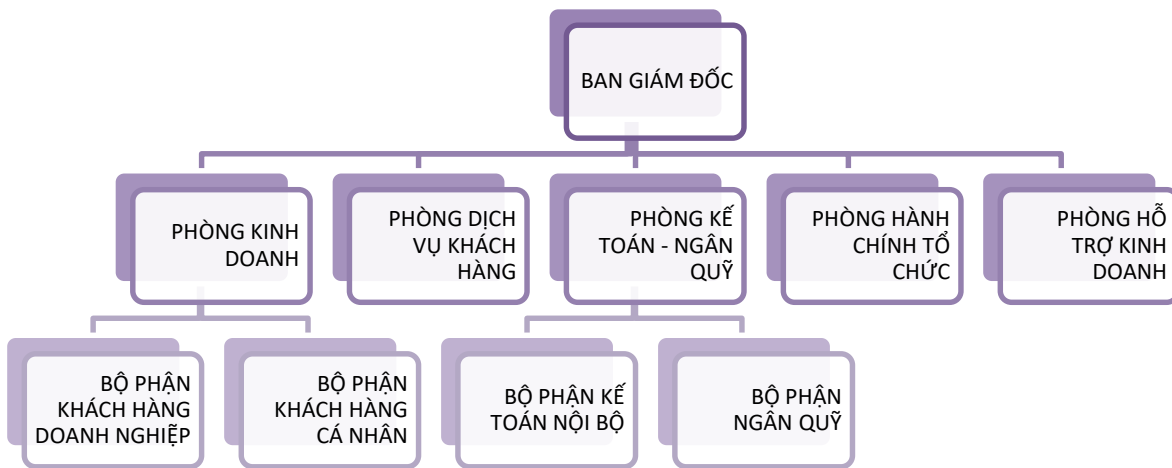 BAN GIÁM ĐỐC
PHÒNG KINH
DOANH
PHÒNG DỊCH
VỤ KHÁCH
HÀNG
PHÒNG KẾ
TOÁN - NGÂN
QUỸ
PHÒNG HÀNH
CHÍNH TỔ
CHỨC
PHÒNG HỖ
TRỢ KINH
DOANH
BỘ PHẬN
KHÁCH HÀNG
DOANH NGHIỆP
BỘ PHẬN
KHÁCH HÀNG
CÁ NHÂN
BỘ PHẬN KẾ
TOÁN NỘI BỘ
BỘ PHẬN
NGÂN QUỸ